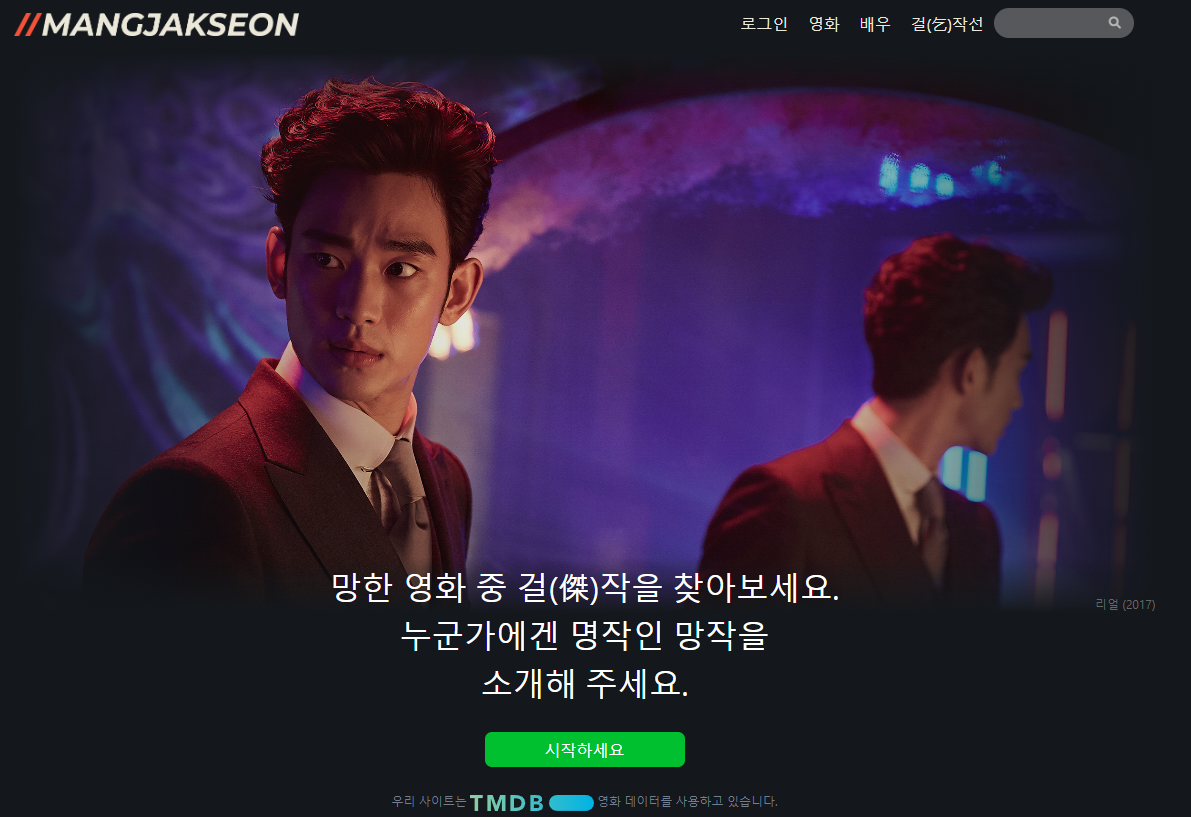 //MANGJAKSEON
로그인 영화 배우 걸(乞)작선
망한 영화 중 걸(傑)작을 찾아보세요.
누군가에겐 명작인 망작을
소개해 주세요.
리얼 (2017)
시작하세요
우리 사이트는 TMDB 영화 데이터를 사용하고 있습니다.